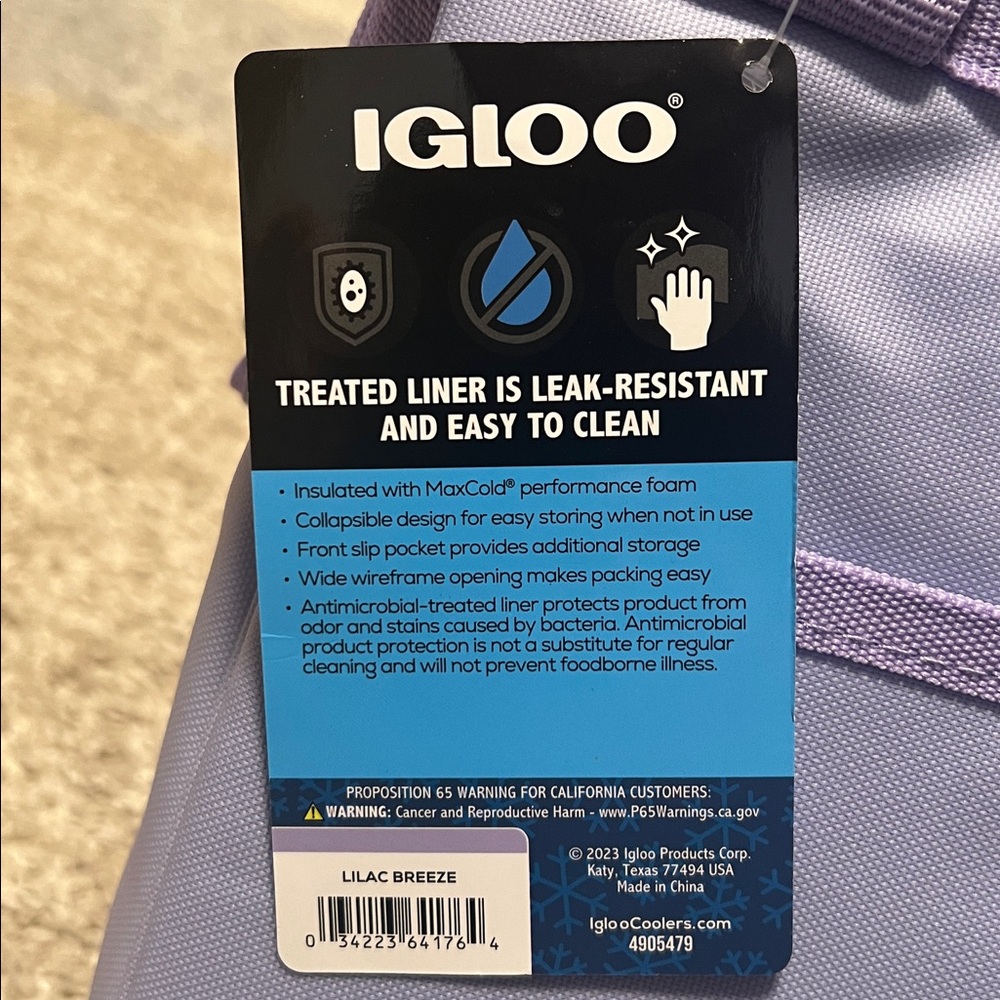 IGLOO®
TREATED LINER IS LEAK-RESISTANT
AND EASY TO CLEAN
• Insulated with MaxCold® performance foam
• Collapsible design for easy storing when not in use
• Front slip pocket provides additional storage
• Wide wireframe opening makes packing easy
• Antimicrobial-treated liner protects product from
odor and stains caused by bacteria. Antimicrobial
product protection is not a substitute for regular
cleaning and will not prevent foodborne illness.
PROPOSITION 65 WARNING FOR CALIFORNIA CUSTOMERS:
WARNING: Cancer and Reproductive Harm - www.P65Warnings.ca.gov
LILAC BREEZE
0 34223 64176 4
© 2023 Igloo Products Corp.
Katy, Texas 77494 USA
Made in China
IglooCoolers.com
4905479